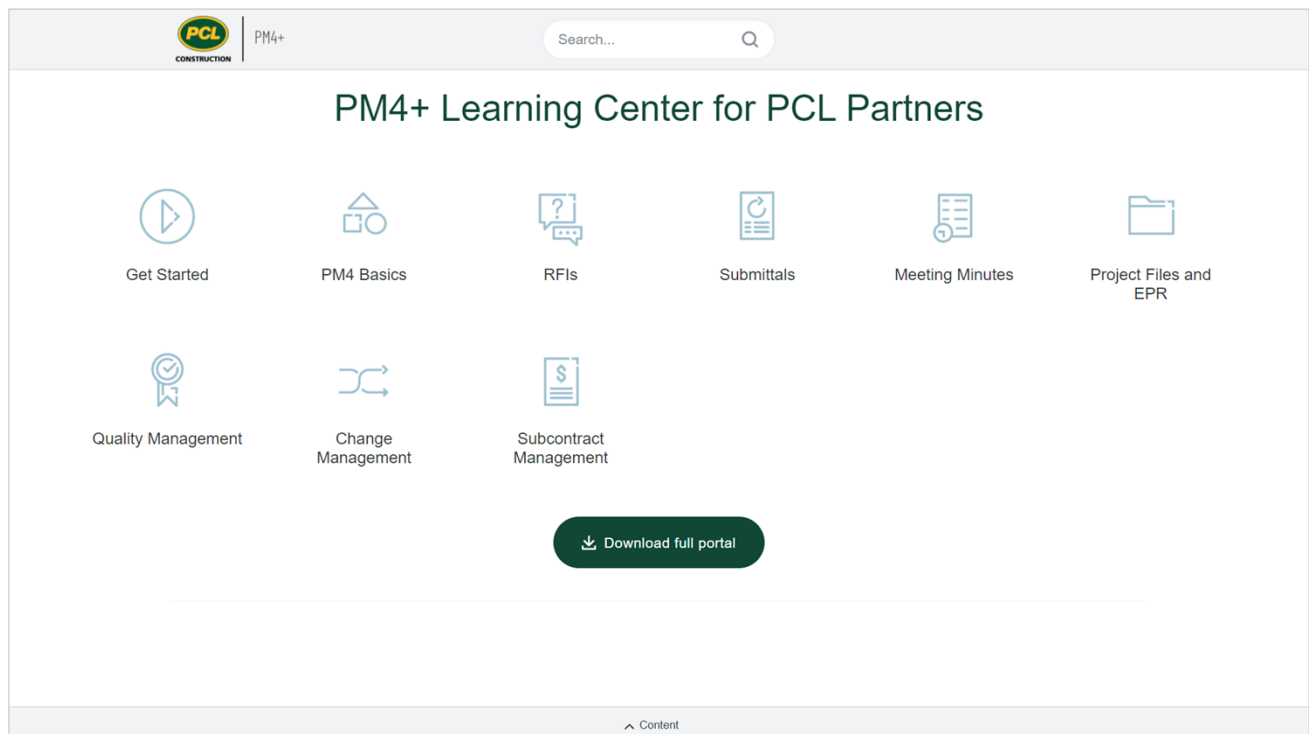 PCL
CONSTRUCTION
PM4+
Search...
PM4+ Learning Center for PCL Partners
?
Get Started
PM4 Basics
RFIs
Submittals
Meeting Minutes
Project Files and
EPR
$
Quality Management
Change
Management
Subcontract
Management
Download full portal
Content